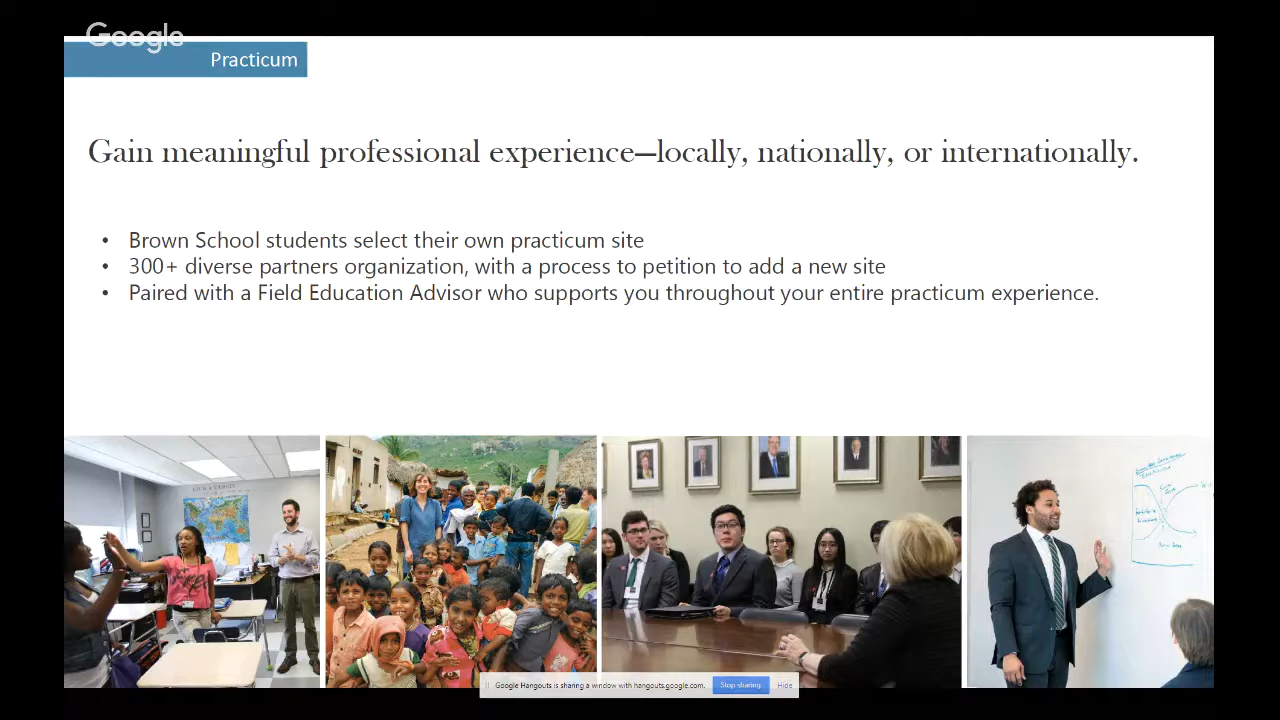 Google
Practicum
Gain meaningful professional experience—locally, nationally, or internationally.
• Brown School students select their own practicum site
• 300+ diverse partners organization, with a process to petition to add a new site
• Paired with a Field Education Advisor who supports you throughout your entire practicum experience.
Google Hangouts is sharing a window with hangouts.google.com.
Stop sharing
Hide